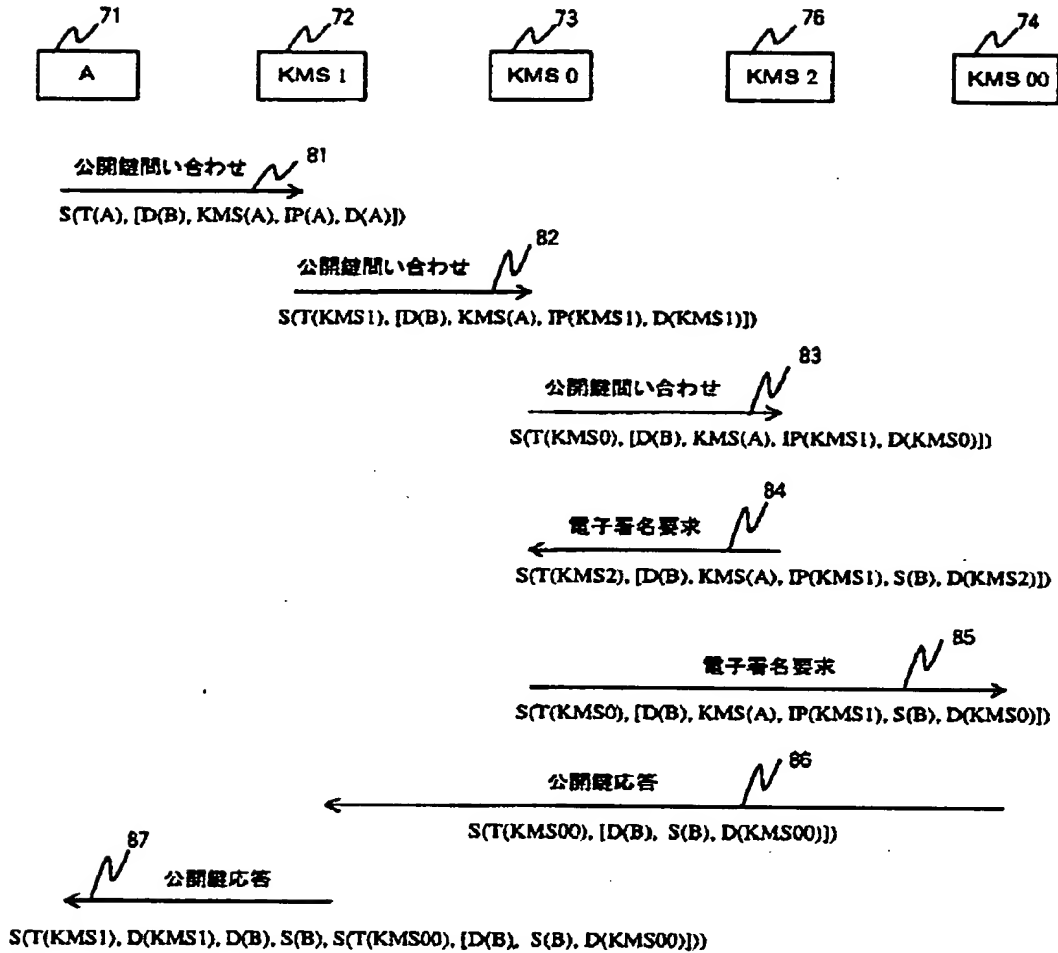 71 72 73 76 74
A KMS 1 KMS 0 KMS 2 KMS 00
公開鍵問い合わせ 81
S(T(A), [D(B), KMS(A), IP(A), D(A)])
公開鍵問い合わせ 82
S(T(KMS1), [D(B), KMS(A), IP(KMS1), D(KMS1)])
公開鍵問い合わせ 83
S(T(KMS0), [D(B), KMS(A), IP(KMS1), D(KMS0)])
電子署名要求 84
S(T(KMS2), [D(B), KMS(A), IP(KMS1), S(B), D(KMS2)])
電子署名要求 85
S(T(KMS0), [D(B), KMS(A), IP(KMS1), S(B), D(KMS0)])
公開鍵応答 86
S(T(KMS00), [D(B), S(B), D(KMS00)])
87 公開鍵応答
S(T(KMS1), D(KMS1), D(B), S(B), S(T(KMS00), [D(B), S(B), D(KMS00)]))